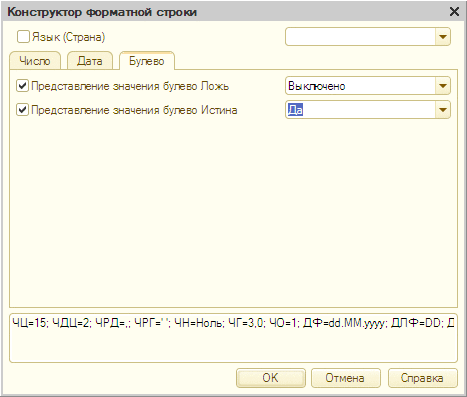 Конструктор форматной строки
Язык (Страна)
Число Дата Булево
Представление значения булево Ложь Выключено
Представление значения булево Истина Да
ЧЦ=15; ЧДЦ=2; ЧРД=,; ЧРГ=' '; ЧН=Ноль; ЧГ=3,0; ЧО=1; ДФ=dd.MM.yyyy; ДЛФ=DD; Д
OK Отмена Справка